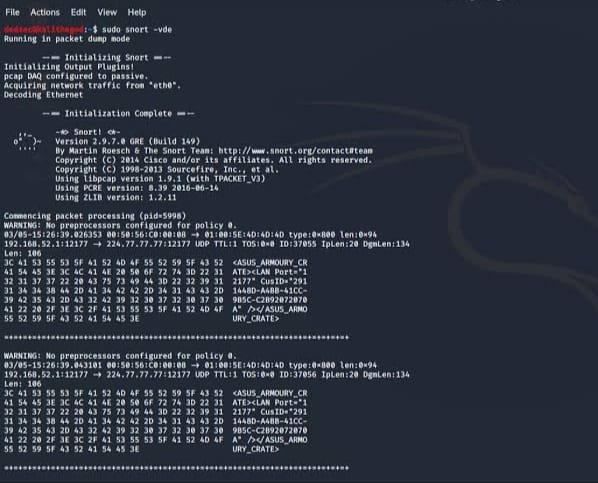 File Actions Edit View Help
dedsec@kalithegod:~$ sudo snort -vde
Running in packet dump mode
--== Initializing Snort ==--
Initializing Output Plugins!
pcap DAQ configured to passive.
Acquiring network traffic from "eth0".
Decoding Ethernet
--== Initialization Complete ==--
,,_ -*> Snort! <*-
o" )~ Version 2.9.7.0 GRE (Build 149)
'''' By Martin Roesch & The Snort Team: http://www.snort.org/contact#team
Copyright (C) 2014 Cisco and/or its affiliates. All rights reserved.
Copyright (C) 1998-2013 Sourcefire, Inc., et al.
Using libpcap version 1.9.1 (with TPACKET_V3)
Using PCRE version: 8.39 2016-06-14
Using ZLIB version: 1.2.11
Commencing packet processing (pid=5998)
WARNING: No preprocessors configured for policy 0.
03/05-15:26:39.026353 00:50:56:C0:00:08 → 01:00:5E:4D:4D:4D type:0×800 len:0×94
192.168.52.1:12177 → 224.77.77.77:12177 UDP TTL:1 TOS:0×0 ID:37055 IpLen:20 DgmLen:134
Len: 106
3C 41 53 55 53 5F 41 52 4D 4F 55 52 59 5F 43 52 <ASUS_ARMOURY_CR
41 54 45 3E 3C 4C 41 4E 20 50 6F 72 74 3D 22 31 ATE><LAN Port="1
32 31 37 37 22 20 43 75 73 49 44 3D 22 32 39 31 2177" CusID="291
31 34 34 38 44 2D 41 34 42 42 2D 34 31 43 43 2D 1448D-A4BB-41CC-
39 42 35 43 2D 43 32 42 39 32 30 37 32 30 37 30 9B5C-C2B92072070
41 22 20 2F 3E 3C 2F 41 53 55 53 5F 41 52 4D 4F A" /></ASUS_ARMO
55 52 59 5F 43 52 41 54 45 3E URY_CRATE>
=+=+=+=+=+=+=+=+=+=+=+=+=+=+=+=+=+=+=+=+=+=+=+=+=+=+=+=+=+=+=+=+=+=+=+=+=+
WARNING: No preprocessors configured for policy 0.
03/05-15:26:39.043101 00:50:56:C0:00:08 → 01:00:5E:4D:4D:4D type:0×800 len:0×94
192.168.52.1:12177 → 224.77.77.77:12177 UDP TTL:1 TOS:0×0 ID:37056 IpLen:20 DgmLen:134
Len: 106
3C 41 53 55 53 5F 41 52 4D 4F 55 52 59 5F 43 52 <ASUS_ARMOURY_CR
41 54 45 3E 3C 4C 41 4E 20 50 6F 72 74 3D 22 31 ATE><LAN Port="1
32 31 37 37 22 20 43 75 73 49 44 3D 22 32 39 31 2177" CusID="291
31 34 34 38 44 2D 41 34 42 42 2D 34 31 43 43 2D 1448D-A4BB-41CC-
39 42 35 43 2D 43 32 42 39 32 30 37 32 30 37 30 9B5C-C2B92072070
41 22 20 2F 3E 3C 2F 41 53 55 53 5F 41 52 4D 4F A" /></ASUS_ARMO
55 52 59 5F 43 52 41 54 45 3E URY_CRATE>
=+=+=+=+=+=+=+=+=+=+=+=+=+=+=+=+=+=+=+=+=+=+=+=+=+=+=+=+=+=+=+=+=+=+=+=+=+